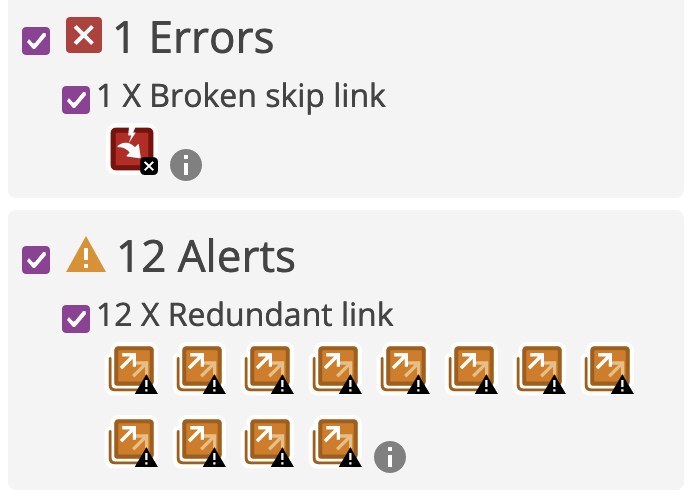 1 Errors
1 X Broken skip link
12 Alerts
12 X Redundant link